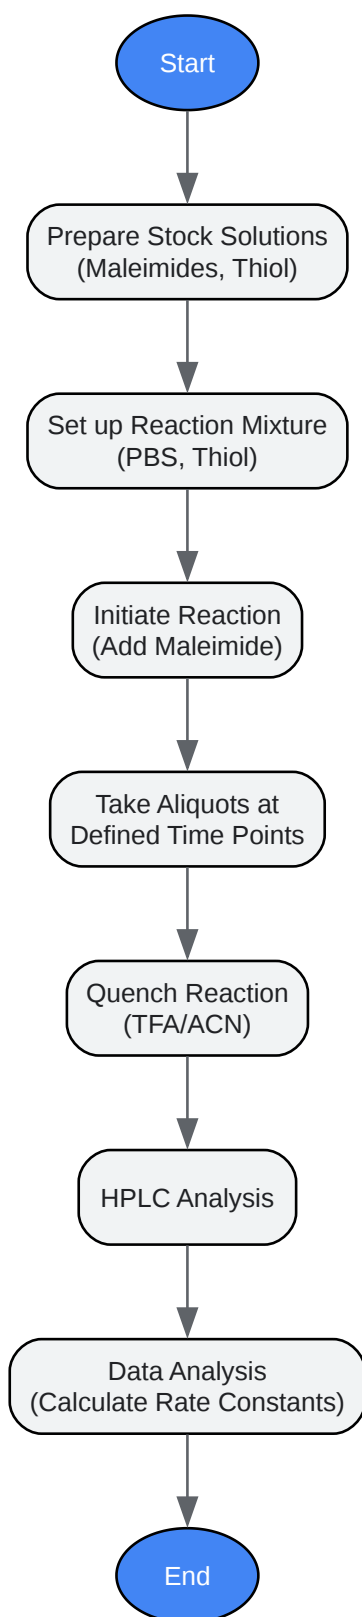 Start
Prepare Stock Solutions
(Maleimides, Thiol)
Set up Reaction Mixture
(PBS, Thiol)
Initiate Reaction
(Add Maleimide)
Take Aliquots at
Defined Time Points
Quench Reaction
(TFA/ACN)
HPLC Analysis
Data Analysis
(Calculate Rate Constants)
End